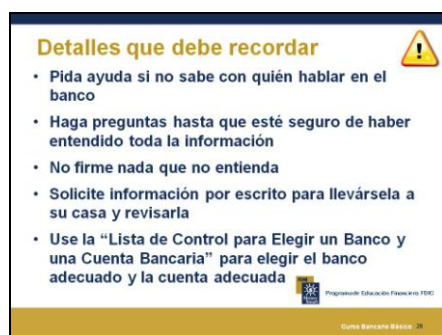 Detalles que debe recordar
• Pida ayuda si no sabe con quién hablar en el
banco
• Haga preguntas hasta que esté seguro de haber
entendido toda la información
• No firme nada que no entienda
• Solicite información por escrito para llevársela a
su casa y revisarla
• Use la “Lista de Control para Elegir un Banco y
una Cuenta Bancaria” para elegir el banco
adecuado y la cuenta adecuada
Programa de Educación Financiera FDIC
Curso Bancario Básico